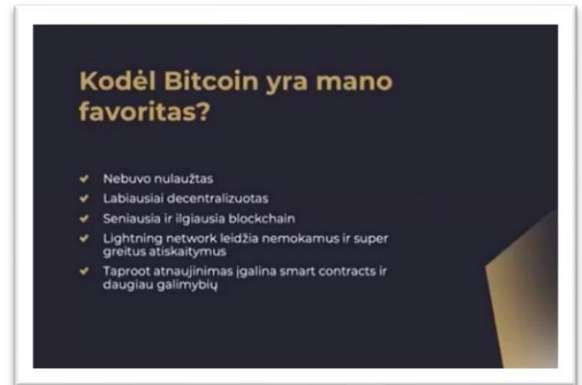 Kodėl Bitcoin yra mano
favoritas?
Nebuvo nulaužtas
Labiausiai decentralizuotas
Seniausia ir ilgiausia blockchain
Lightning network leidžia nemokamus ir super
greitus atiskaitymus
Taproot atnaujinimas įgalina smart contracts ir
daugiau galimybių